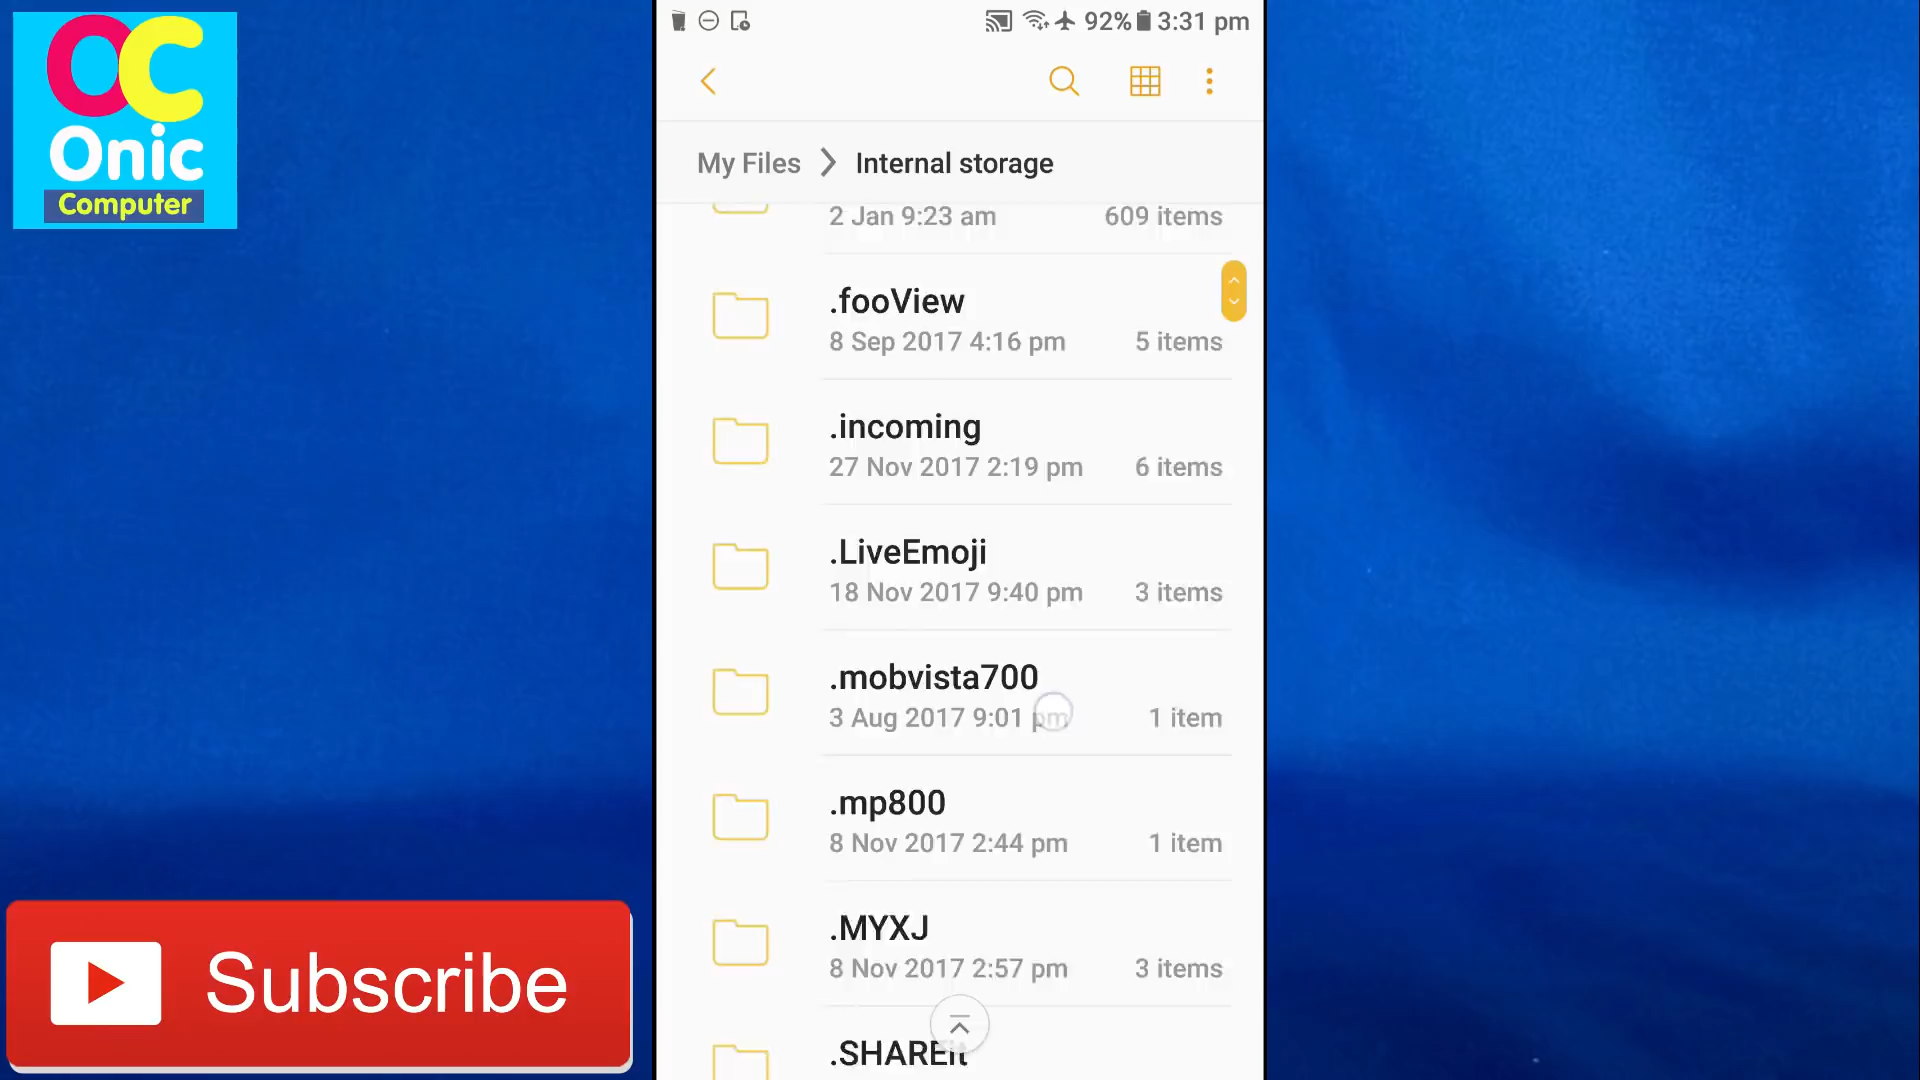 OC
Onic
Computer
92% 3:31 pm
My Files > Internal storage
2 Jan 9:23 am 609 items
.fooView
8 Sep 2017 4:16 pm 5 items
.incoming
27 Nov 2017 2:19 pm 6 items
.LiveEmoji
18 Nov 2017 9:40 pm 3 items
.mobvista700
3 Aug 2017 9:01 pm 1 item
.mp800
8 Nov 2017 2:44 pm 1 item
.MYXJ
8 Nov 2017 2:57 pm 3 items
.SHAREit
Subscribe